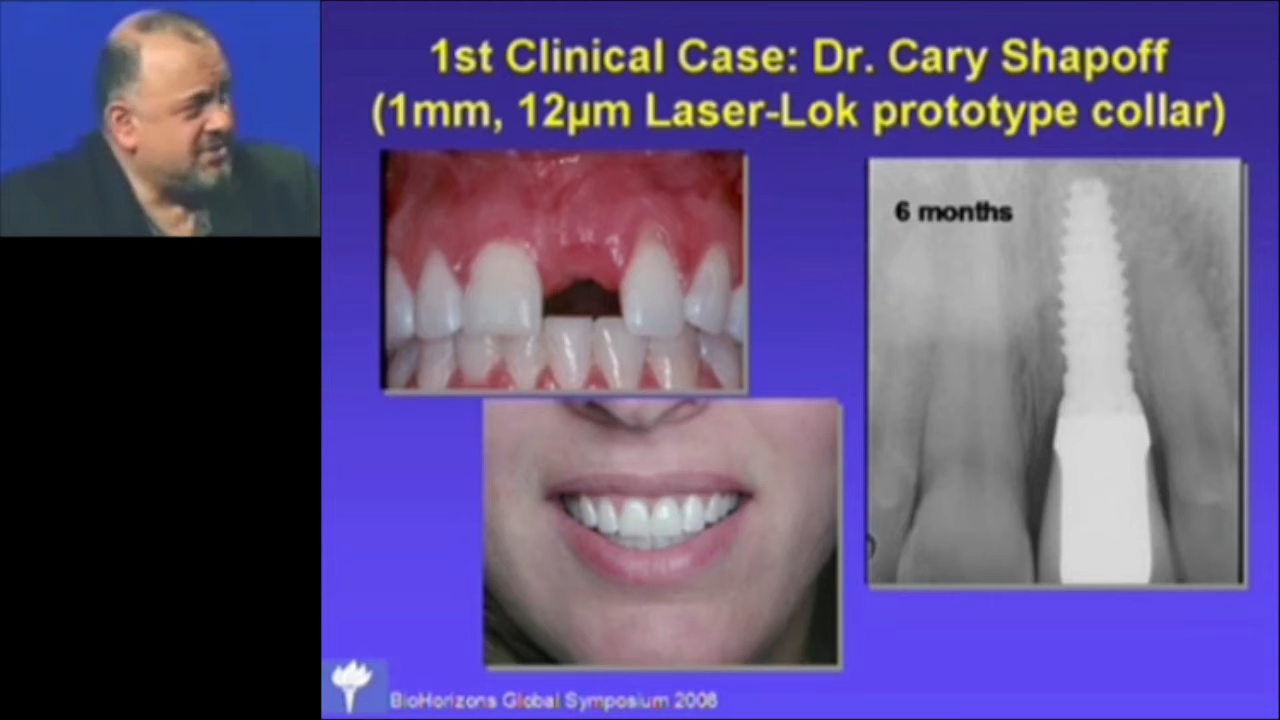 1st Clinical Case: Dr. Cary Shapoff
(1mm, 12µm Laser-Lok prototype collar)
6 months
BioHorizons Global Symposium 2008